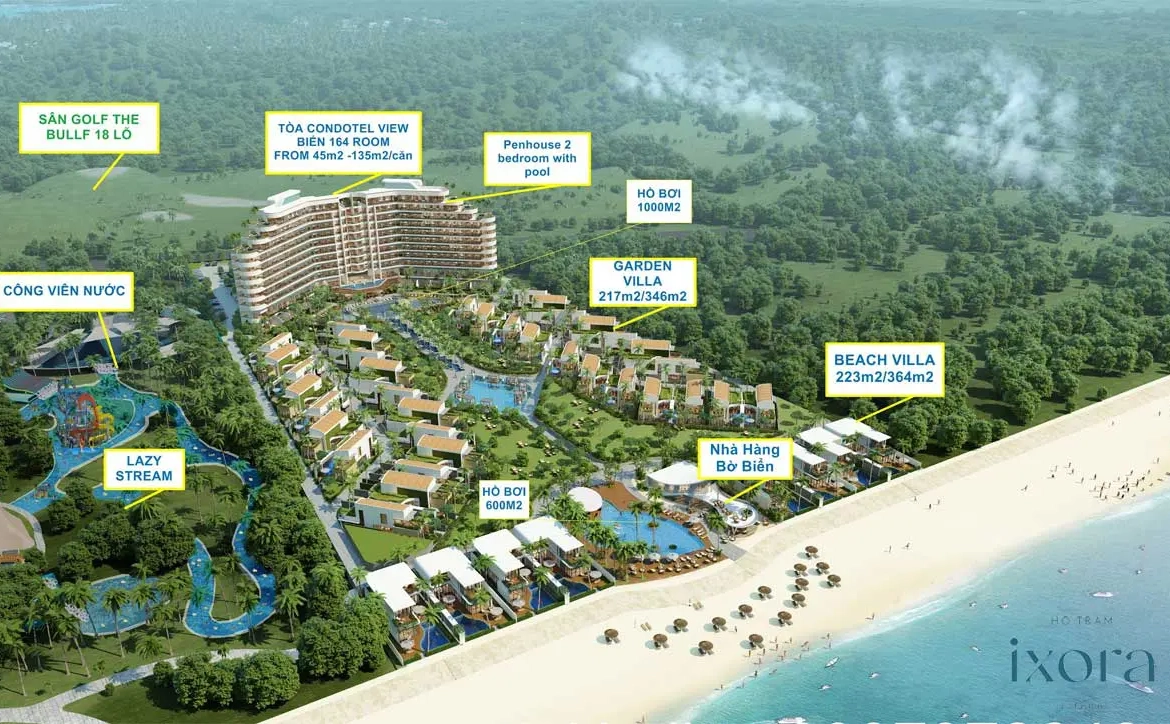 SÂN GOLF THE
BULLF 18 LỖ
TÒA CONDOTEL VIEW
BIỂN 164 ROOM
FROM 45m2 -135m2/căn
Penhouse 2
bedroom with
pool
HỒ BƠI
1000M2
GARDEN
VILLA
217m2/346m2
CÔNG VIÊN NƯỚC
BEACH VILLA
223m2/364m2
Nhà Hàng
Bờ Biển
LAZY
STREAM
HỒ BƠI
600M2
HỒ TRÀM
ixora